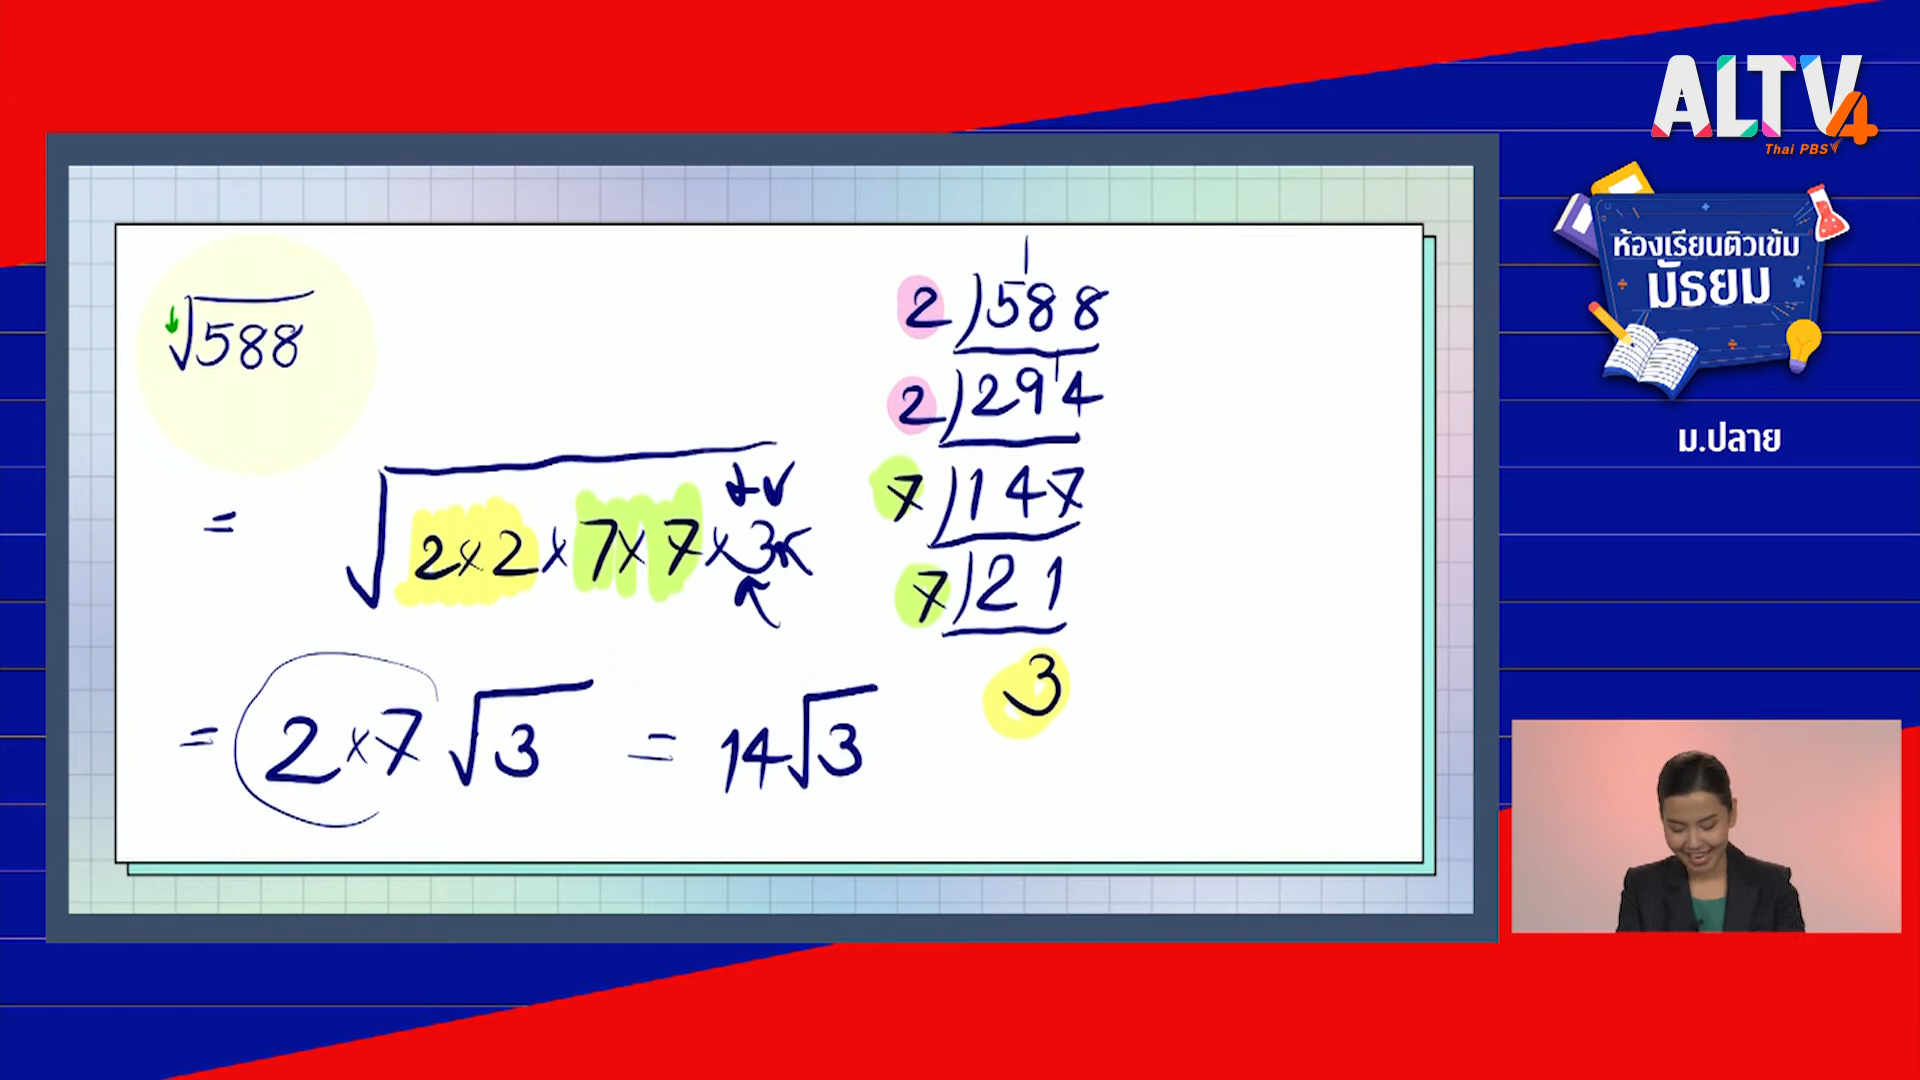 ALTV4
Thai PBS
ห้องเรียนติวเข้ม
มัธยม
ม.ปลาย
√588
= √2×2×7×7×3
= 2×7√3 = 14√3
2)588
2)294
7)147
7)21
3